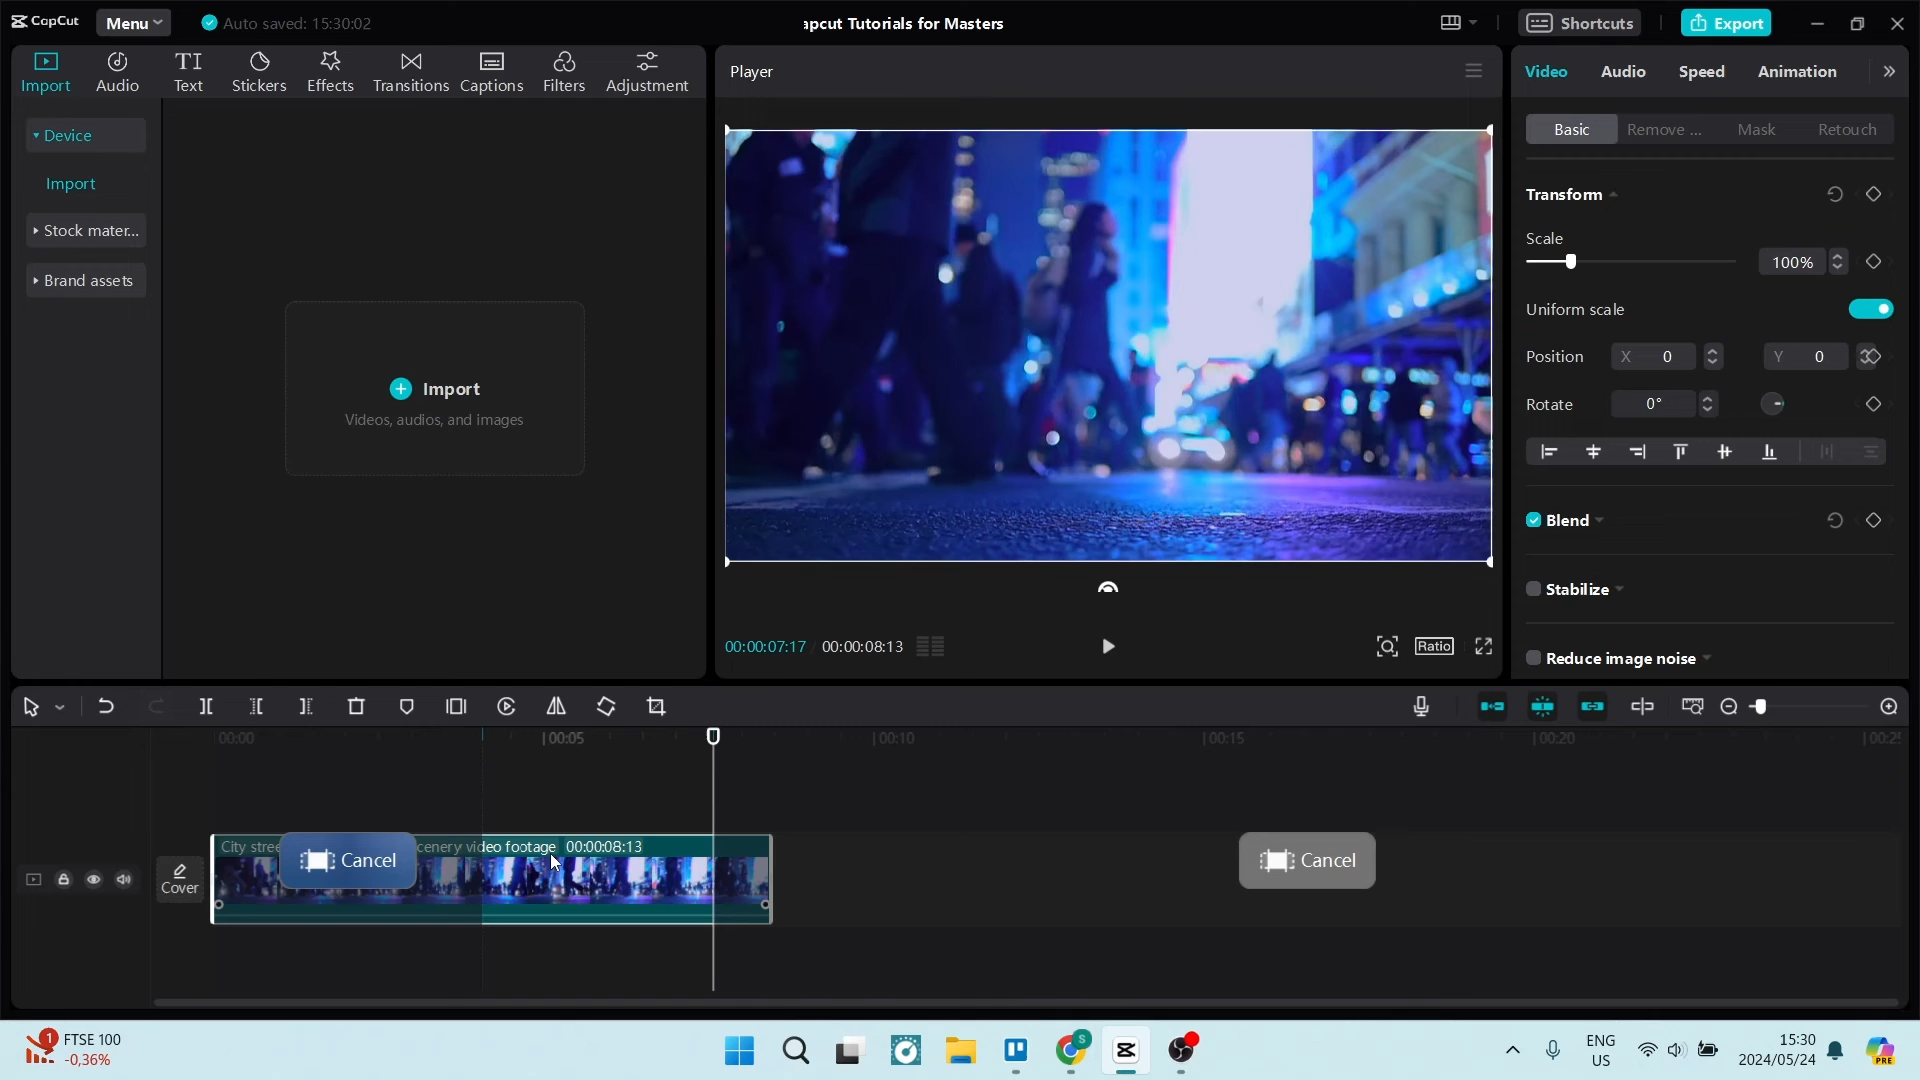 CapCut
Menu
Auto saved: 15:30:02
apcut Tutorials for Masters
Shortcuts
Export
Import
Audio
Text
Stickers
Effects
Transitions
Captions
Filters
Adjustment
Device
Import
Stock mater...
Brand assets
Import
Videos, audios, and images
Player
00:00:07:17
00:00:08:13
Ratio
Video
Audio
Speed
Animation
Basic
Remove ...
Mask
Retouch
Transform
Scale
100%
Uniform scale
Position
X 0
Y 0
Rotate
0°
Blend
Stabilize
Reduce image noise
00:00
00:05
00:10
00:15
00:20
00:25
Cover
City stree
cenery video footage 00:00:08:13
Cancel
Cancel
1
FTSE 100
-0,36%
S
ENG
US
15:30
2024/05/24
PRE